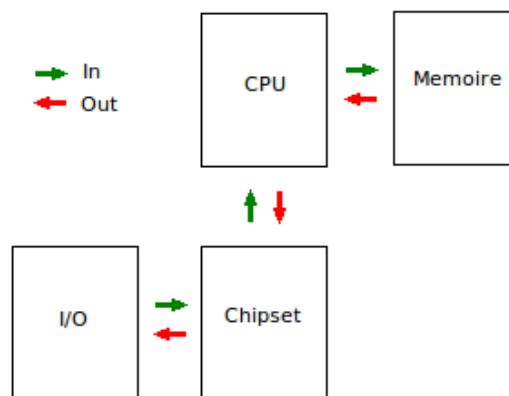 In
Out
CPU
Memoire
I/O
Chipset